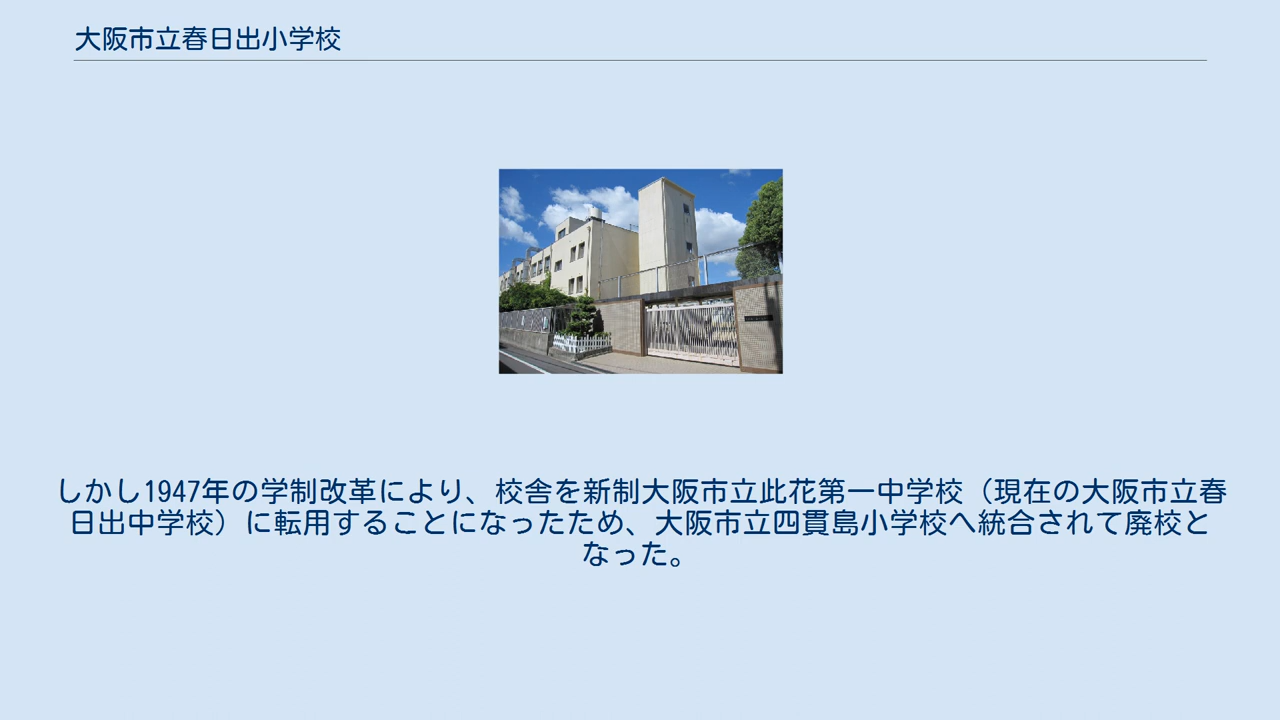 大阪市立春日出小学校
しかし1947年の学制改革により、校舎を新制大阪市立此花第一中学校（現在の大阪市立春
日出中学校）に転用することになったため、大阪市立四貫島小学校へ統合されて廃校と
なった。